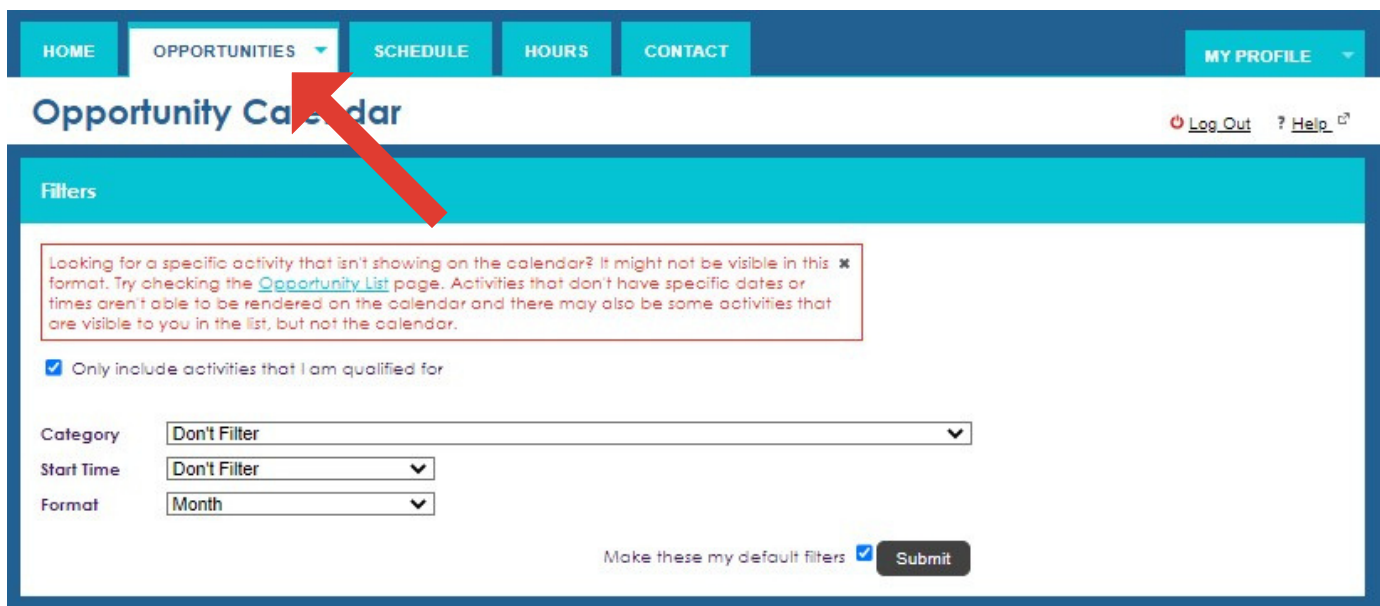 HOME OPPORTUNITIES SCHEDULE HOURS CONTACT MY PROFILE
Opportunity Calendar
Log Out ? Help
Filters
Looking for a specific activity that isn't showing on the calendar? It might not be visible in this ✖
format. Try checking the Opportunity List page. Activities that don't have specific dates or
times aren't able to be rendered on the calendar and there may also be some activities that
are visible to you in the list, but not the calendar.
Only include activities that I am qualified for
Category Don't Filter
Start Time Don't Filter
Format Month
Make these my default filters Submit